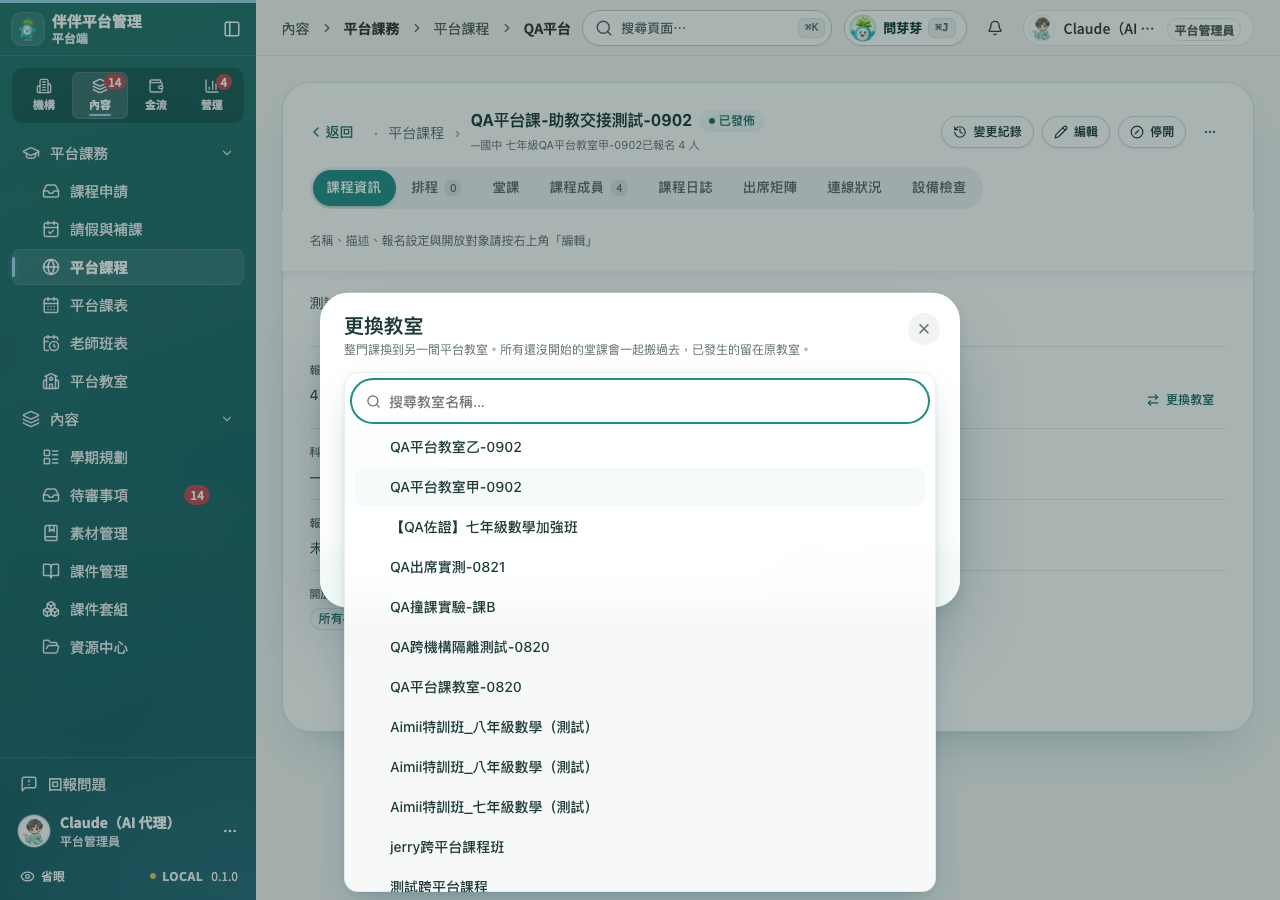 伴伴平台管理
平台端
機構
內容
14
金流
營運
4
平台課務
課程申請
請假與補課
平台課程
平台課表
老師班表
平台教室
內容
學期規劃
待審事項
14
素材管理
課件管理
課件套組
資源中心
回報問題
Claude（AI 代理）
平台管理員
省眼
LOCAL 0.1.0
內容 > 平台課務 > 平台課程 > QA平台
搜尋頁面⋯
⌘K
問芽芽
⌘J
Claude（AI ⋯
平台管理員
返回 · 平台課程 ›
QA平台課-助教交接測試-0902
已發佈
—國中 七年級QA平台教室甲-0902已報名 4 人
變更紀錄
編輯
停開
課程資訊
排程 0
堂課
課程成員 4
課程日誌
出席矩陣
連線狀況
設備檢查
名稱、描述、報名設定與開放對象請按右上角「編輯」
測
報
4
更換教室
科
報
未
開
所有
更換教室
整門課換到另一間平台教室。所有還沒開始的堂課會一起搬過去，已發生的留在原教室。
搜尋教室名稱...
QA平台教室乙-0902
QA平台教室甲-0902
【QA佐證】七年級數學加強班
QA出席實測-0821
QA撞課實驗-課B
QA跨機構隔離測試-0820
QA平台課教室-0820
Aimii特訓班_八年級數學（測試）
Aimii特訓班_八年級數學（測試）
Aimii特訓班_七年級數學（測試）
jerry跨平台課程班
測試跨平台課程